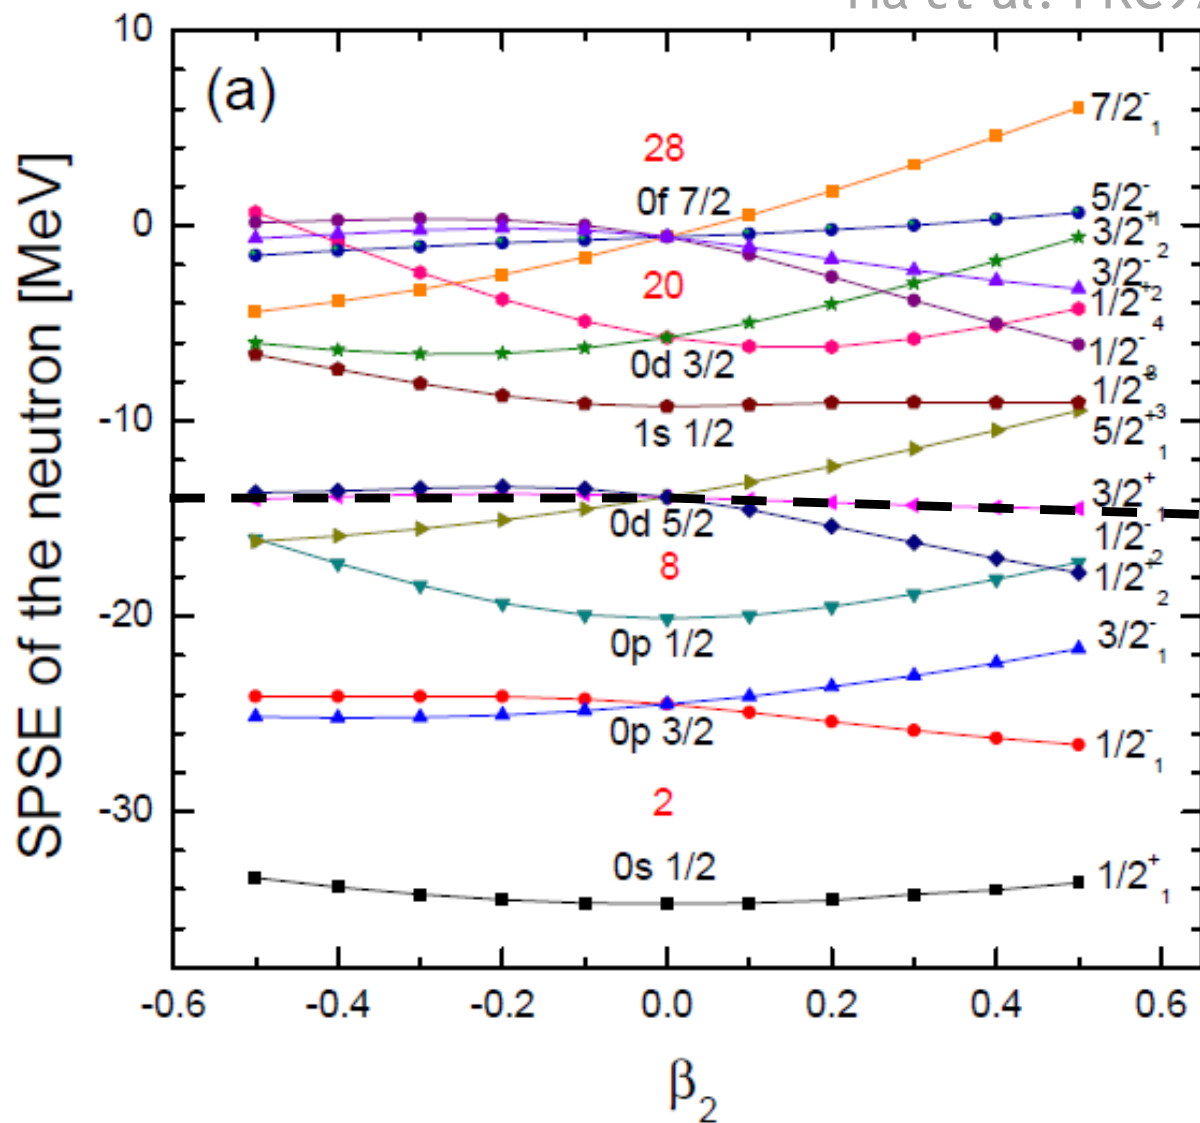 (a)
10
0
-10
-20
-30
SPSE of the neutron [MeV]
28
0f 7/2
20
0d 3/2
1s 1/2
0d 5/2
8
0p 1/2
0p 3/2
2
0s 1/2
7/2⁻₁
5/2⁻₁
3/2⁺₂
3/2⁻₂
1/2⁺₄
1/2⁻₃
1/2⁺₃
5/2⁺₁
3/2⁺₁
1/2⁻₂
1/2⁺₂
3/2⁻₁
1/2⁻₁
1/2⁺₁
-0.6 -0.4 -0.2 0.0 0.2 0.4 0.6
β₂